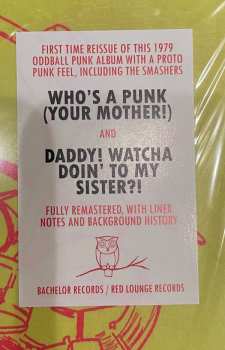 FIRST TIME REISSUE OF THIS 1979
ODDBALL PUNK ALBUM WITH A PROTO
PUNK FEEL, INCLUDING THE SMASHERS
WHO'S A PUNK
(YOUR MOTHER!)
AND
DADDY! WATCHA
DOIN' TO MY
SISTER?!
FULLY REMASTERED, WITH LINER
NOTES AND BACKGROUND HISTORY
BACHELOR RECORDS / RED LOUNGE RECORDS